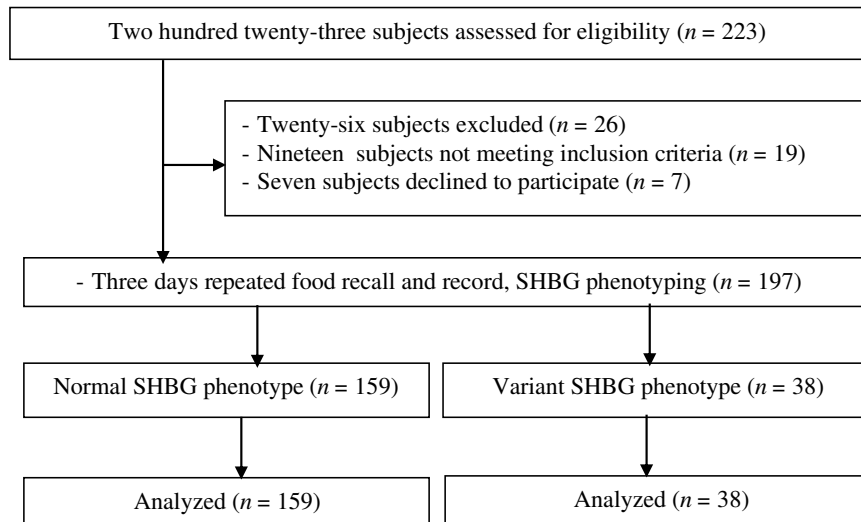 Two hundred twenty-three subjects assessed for eligibility (n = 223)
- Twenty-six subjects excluded (n = 26)
- Nineteen subjects not meeting inclusion criteria (n = 19)
- Seven subjects declined to participate (n = 7)
- Three days repeated food recall and record, SHBG phenotyping (n = 197)
Normal SHBG phenotype (n = 159)
Variant SHBG phenotype (n = 38)
Analyzed (n = 159)
Analyzed (n = 38)